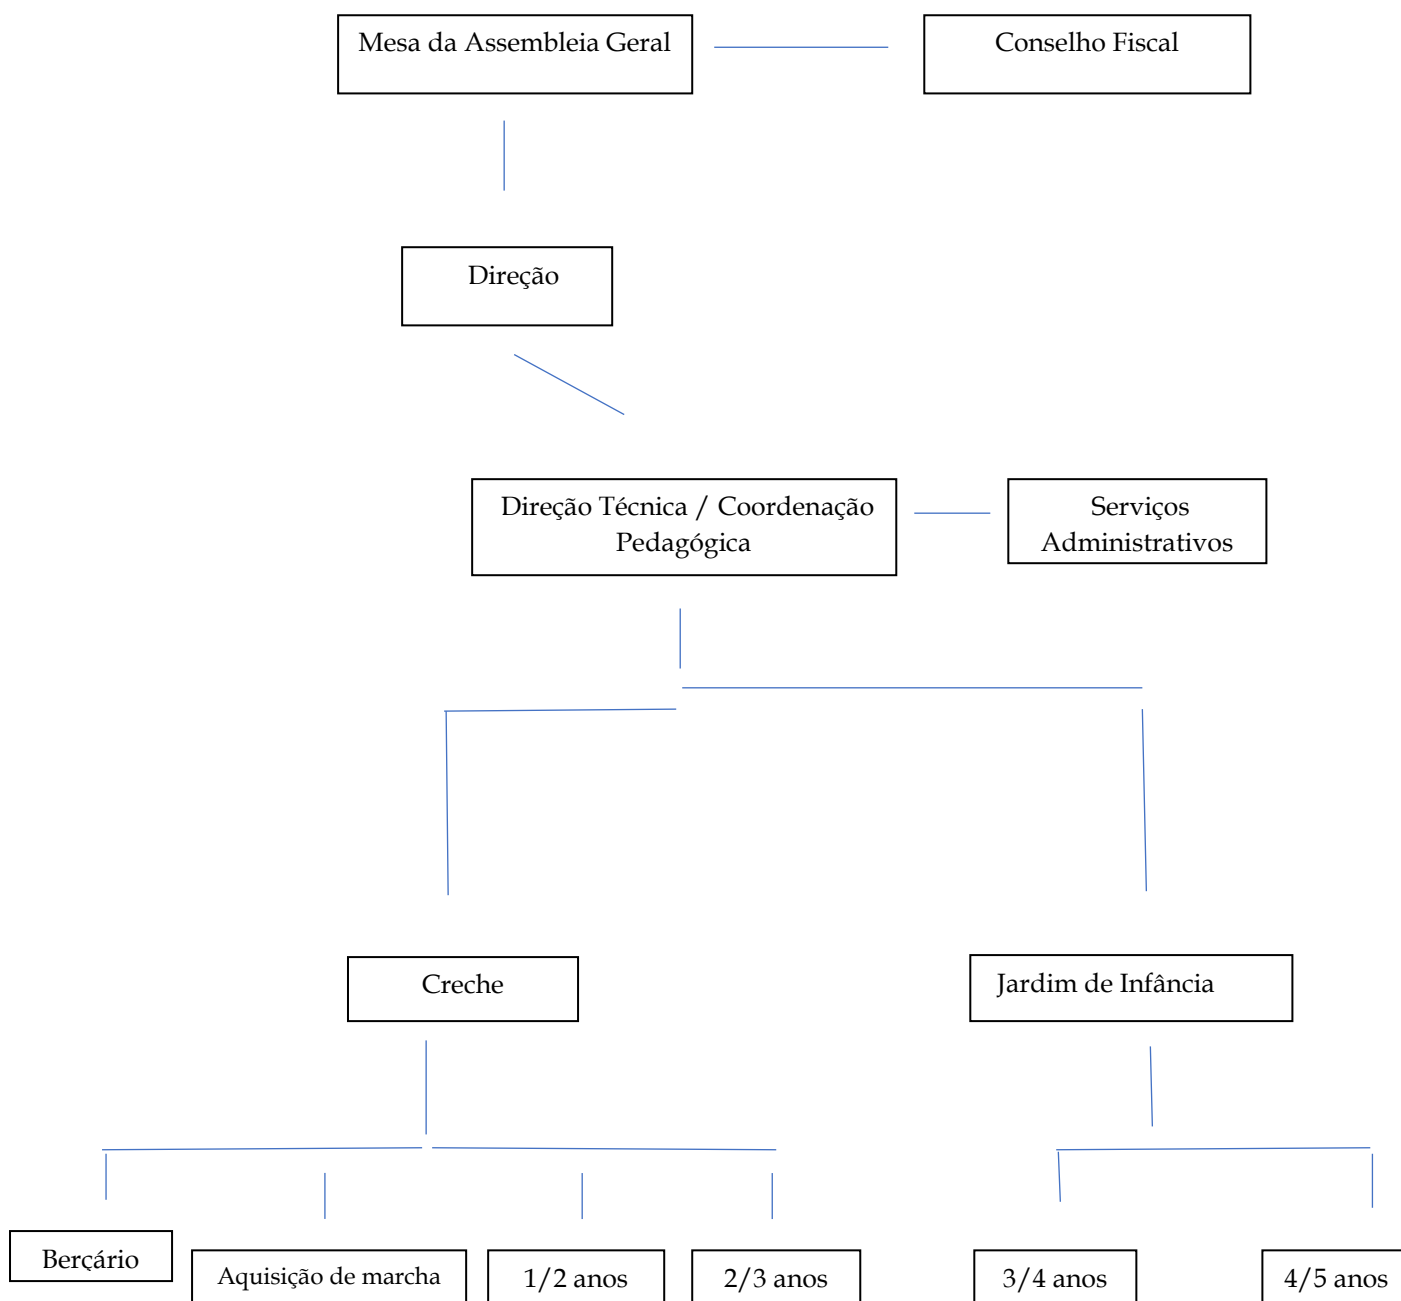 Mesa da Assembleia Geral
Conselho Fiscal
Direção
Direção Técnica / Coordenação
Pedagógica
Serviços
Administrativos
Creche
Jardim de Infância
Berçário
Aquisição de marcha
1/2 anos
2/3 anos
3/4 anos
4/5 anos